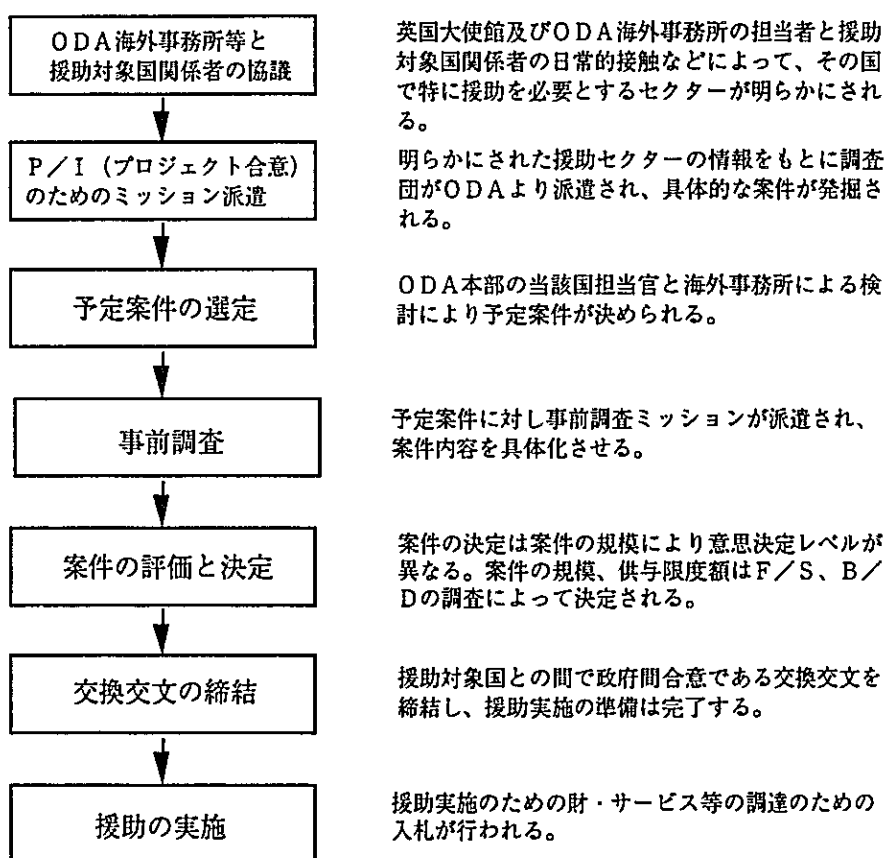 ODA海外事務所等と
援助対象国関係者の協議
英国大使館及びODA海外事務所の担当者と援助
対象国関係者の日常的接触などによって、その国
で特に援助を必要とするセクターが明らかにされ
る。
P/I(プロジェクト合意)
のためのミッション派遣
明らかにされた援助セクターの情報をもとに調査
団がODAより派遣され、具体的な案件が発掘さ
れる。
予定案件の選定
ODA本部の当該国担当官と海外事務所による検
討により予定案件が決められる。
事前調査
予定案件に対し事前調査ミッションが派遣され、
案件内容を具体化させる。
案件の評価と決定
案件の決定は案件の規模により意思決定レベルが
異なる。案件の規模、供与限度額はF/S、B/
Dの調査によって決定される。
交換交文の締結
援助対象国との間で政府間合意である交換交文を
締結し、援助実施の準備は完了する。
援助の実施
援助実施のための財・サービス等の調達のための
入札が行われる。